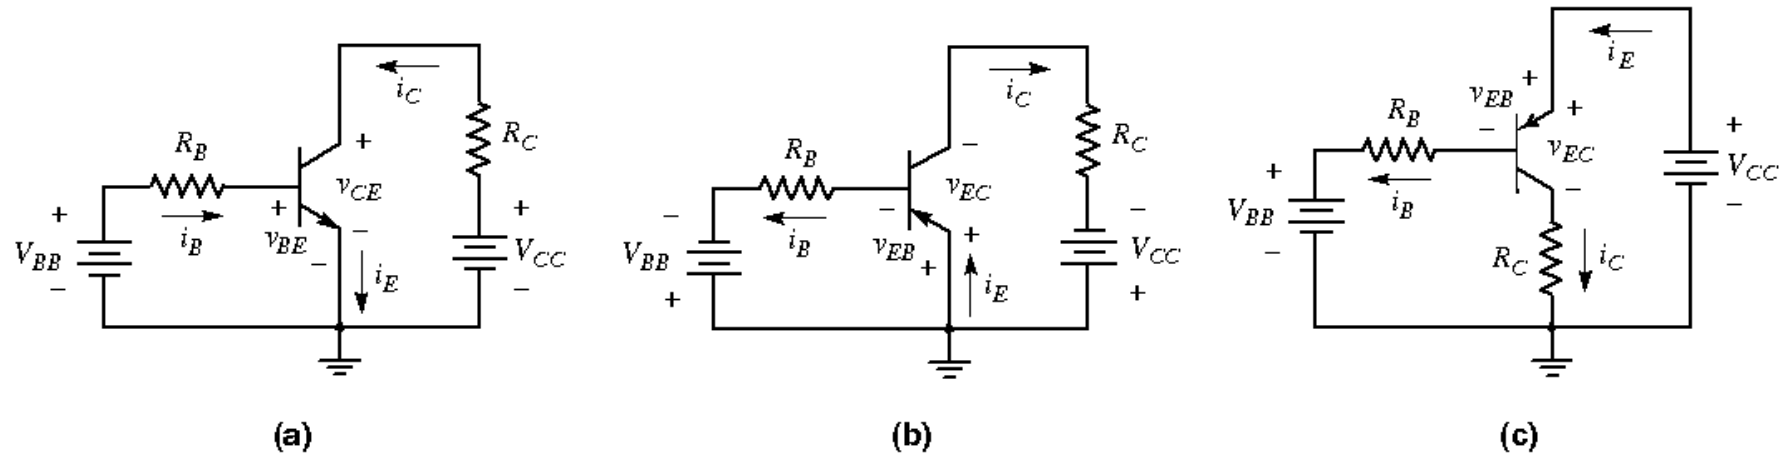 i_C
+
R_B
R_C
v_CE
+
+
+
i_B
v_BE
−
V_BB
V_CC
−
−
i_E
−
(a)
i_C
R_C
−
R_B
v_EC
−
−
−
i_B
+
V_BB
v_EB
V_CC
+
+
i_E
+
(b)
i_E
+
v_EB
+
R_B
−
+
v_EC
V_CC
+
i_B
−
−
V_BB
−
R_C
i_C
(c)